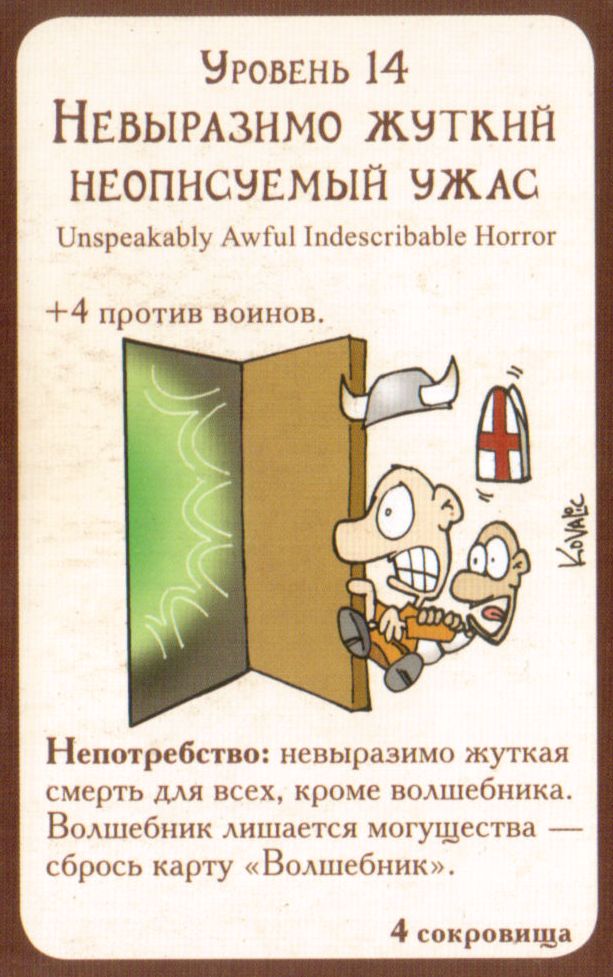 Уровень 14
Невыразимо жуткий
неописуемый ужас
Unspeakably Awful Indescribable Horror
+4 против воинов.
Kovalic
Непотребство: невыразимо жуткая
смерть для всех, кроме волшебника.
Волшебник лишается могущества —
сбрось карту «Волшебник».
4 сокровища